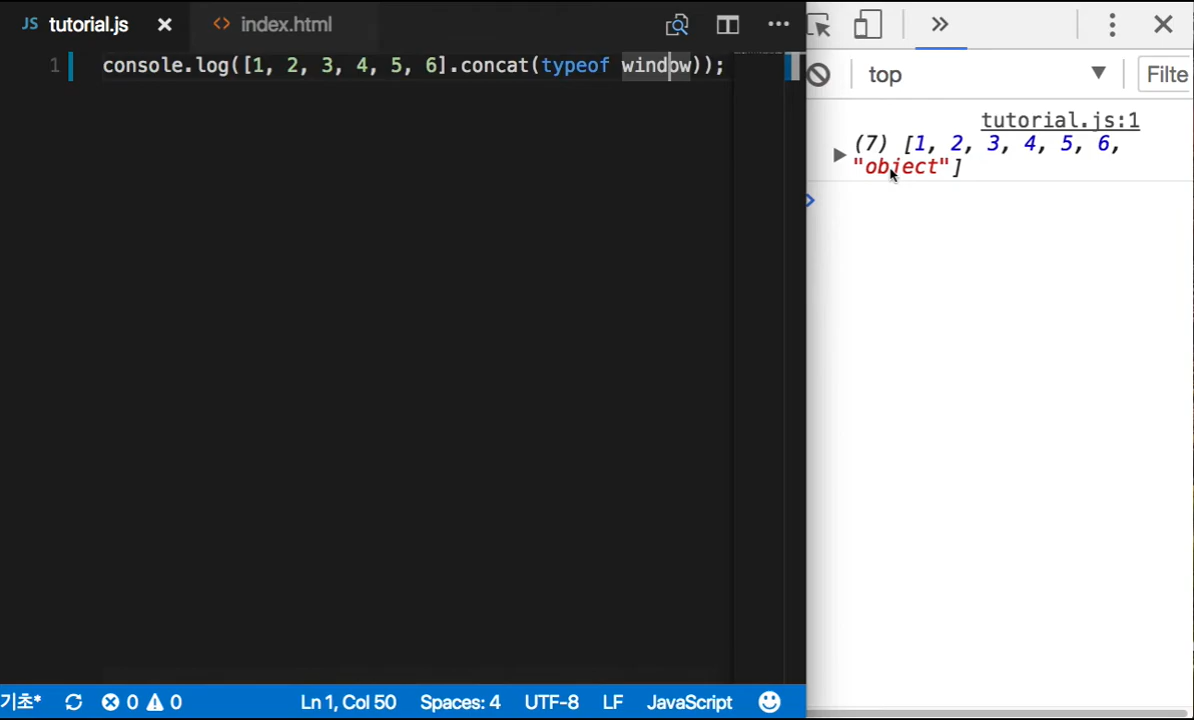 JS tutorial.js × <> index.html ···
1 console.log([1, 2, 3, 4, 5, 6].concat(typeof window));
기초* 0 0 Ln 1, Col 50 Spaces: 4 UTF-8 LF JavaScript
»
top ▼ Filte
tutorial.js:1
(7) [1, 2, 3, 4, 5, 6,
"object"]